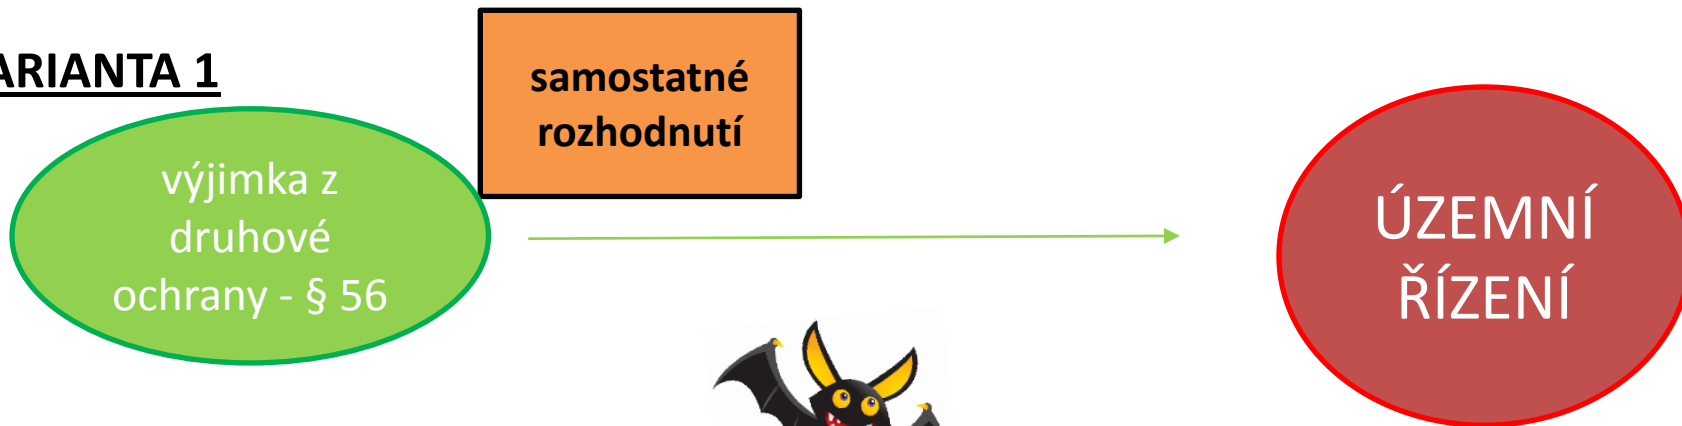 ARIANTA 1
samostatné
rozhodnutí
výjimka z
druhové
ochrany - § 56
ÚZEMNÍ
ŘÍZENÍ